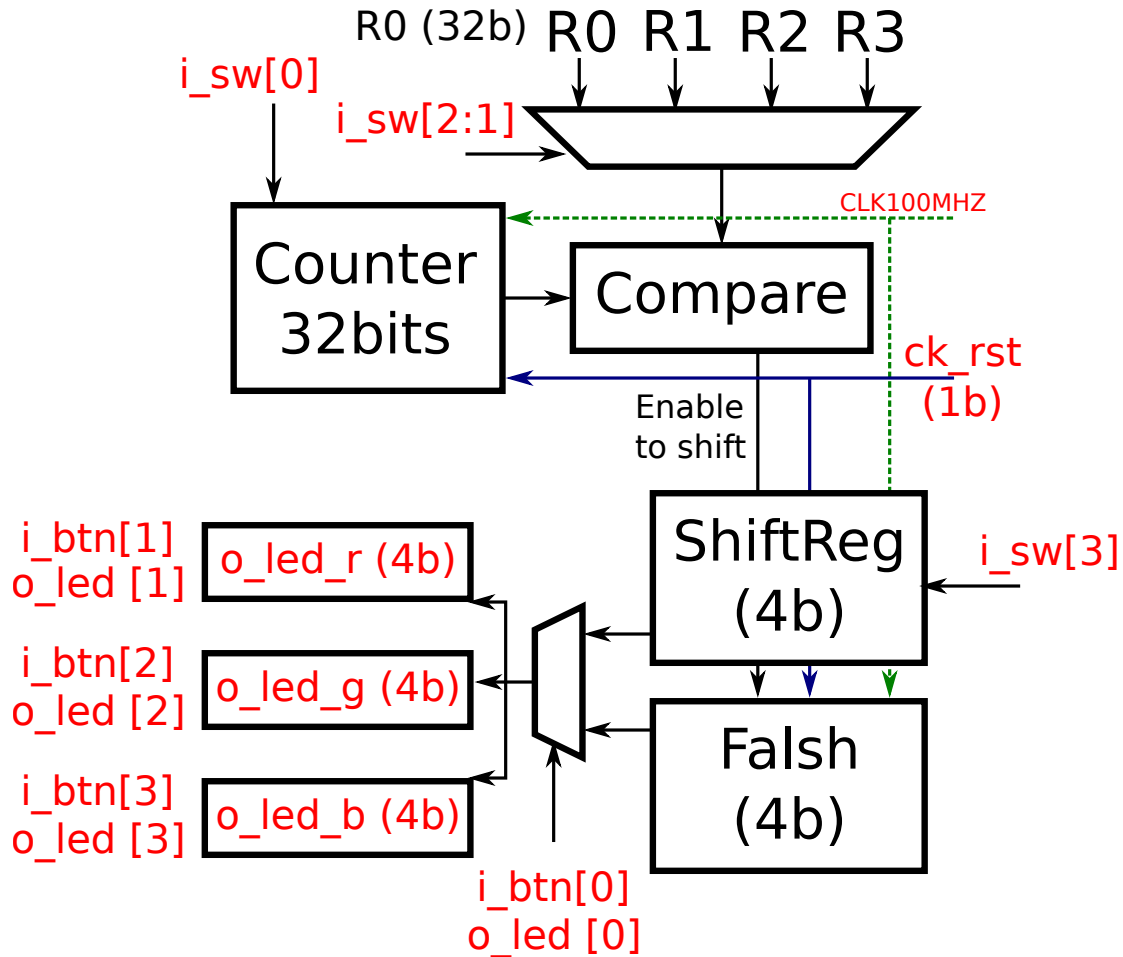 R0 (32b) R0 R1 R2 R3
i_sw[0]
i_sw[2:1]
CLK100MHZ
Counter
32bits
Compare
ck_rst
(1b)
Enable
to shift
ShiftReg
(4b)
i_sw[3]
i_btn[1]
o_led [1]
o_led_r (4b)
i_btn[2]
o_led [2]
o_led_g (4b)
i_btn[3]
o_led [3]
o_led_b (4b)
Falsh
(4b)
i_btn[0]
o_led [0]